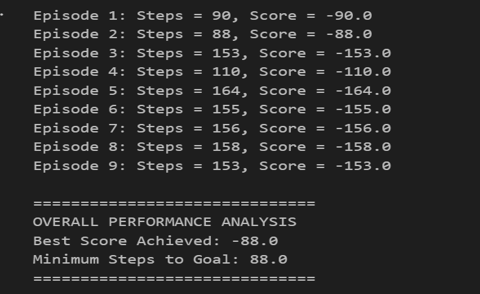 Episode 1: Steps = 90, Score = -90.0
Episode 2: Steps = 88, Score = -88.0
Episode 3: Steps = 153, Score = -153.0
Episode 4: Steps = 110, Score = -110.0
Episode 5: Steps = 164, Score = -164.0
Episode 6: Steps = 155, Score = -155.0
Episode 7: Steps = 156, Score = -156.0
Episode 8: Steps = 158, Score = -158.0
Episode 9: Steps = 153, Score = -153.0
==============================
OVERALL PERFORMANCE ANALYSIS
Best Score Achieved: -88.0
Minimum Steps to Goal: 88.0
==============================